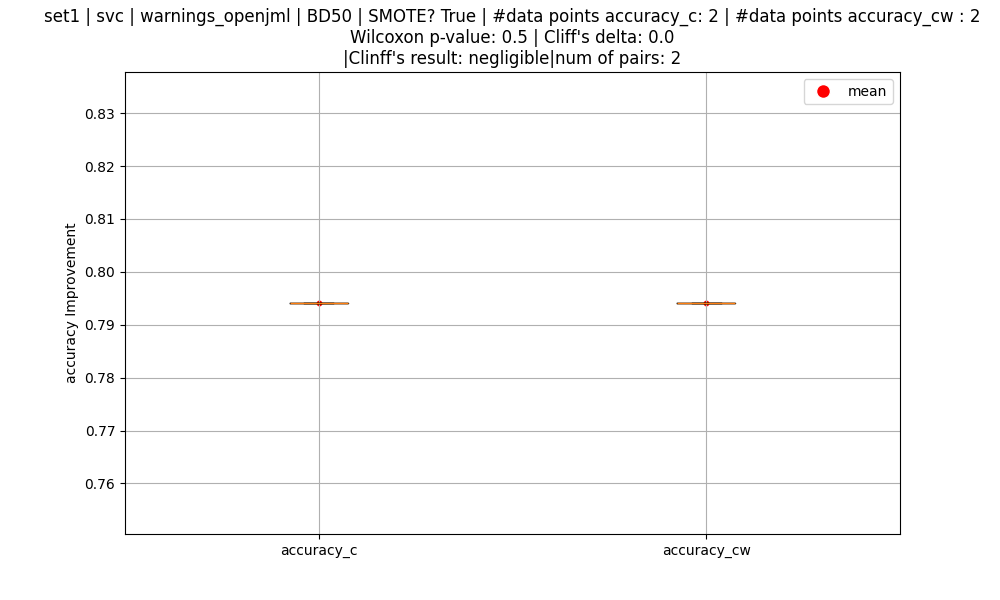 set1 | svc | warnings_openjml | BD50 | SMOTE? True | #data points accuracy_c: 2 | #data points accuracy_cw : 2
Wilcoxon p-value: 0.5 | Cliff's delta: 0.0
|Clinff's result: negligible|num of pairs: 2
mean
0.83
0.82
0.81
0.80
0.79
0.78
0.77
0.76
accuracy Improvement
accuracy_c
accuracy_cw